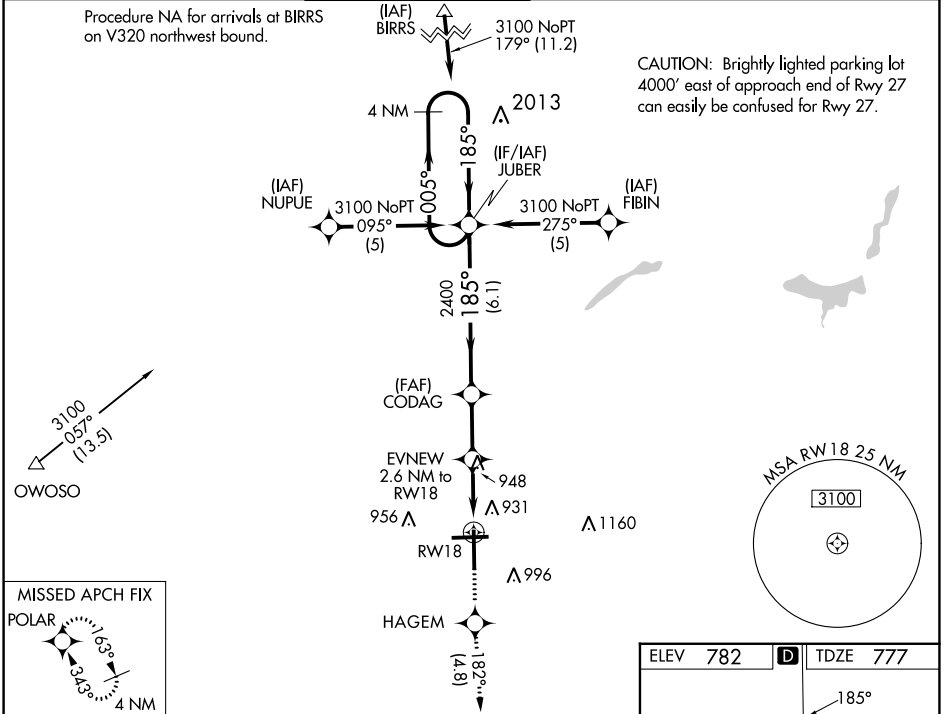 Procedure NA for arrivals at BIRRS
on V320 northwest bound.
(IAF)
BIRRS
3100 NoPT
179° (11.2)
CAUTION: Brightly lighted parking lot
4000' east of approach end of Rwy 27
can easily be confused for Rwy 27.
4 NM
2013
185°
005°
(IF/IAF)
JUBER
(IAF)
NUPUE
3100 NoPT
095°
(5)
3100 NoPT
275°
(5)
(IAF)
FIBIN
2400
185°
(6.1)
(FAF)
CODAG
3100
057°
(13.5)
OWOSO
EVNEW
2.6 NM to
RW18
948
931
956
1160
RW18
996
HAGEM
182°
(4.8)
MSA RW18 25 NM
3100
MISSED APCH FIX
POLAR
163°
343°
4 NM
ELEV 782 D TDZE 777
185°